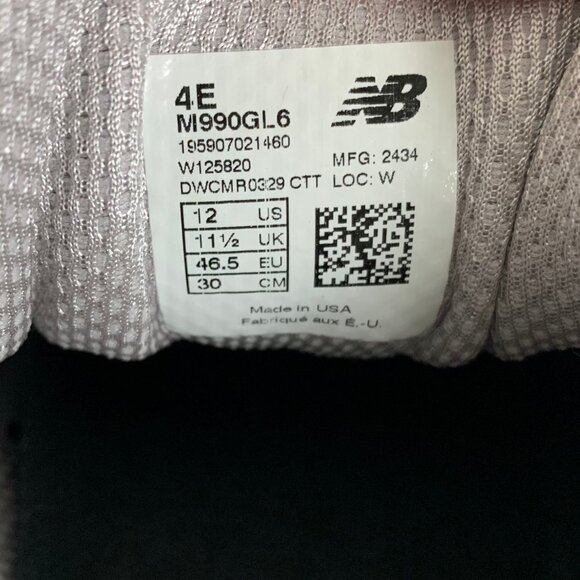 4E
M990GL6
NB
195907021460
W125820 MFG: 2434
DWCMR0329 CTT LOC: W
12 US
11½ UK
46.5 EU
30 CM
Made in USA
Fabriqué aux É.-U.